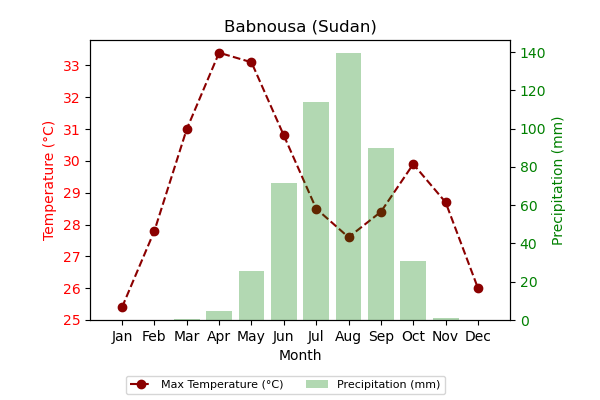 Babnousa (Sudan)
Temperature (°C)
33
32
31
30
29
28
27
26
25
140
120
100
80
60
40
20
0
Precipitation (mm)
Jan Feb Mar Apr May Jun Jul Aug Sep Oct Nov Dec
Month
Max Temperature (°C) Precipitation (mm)